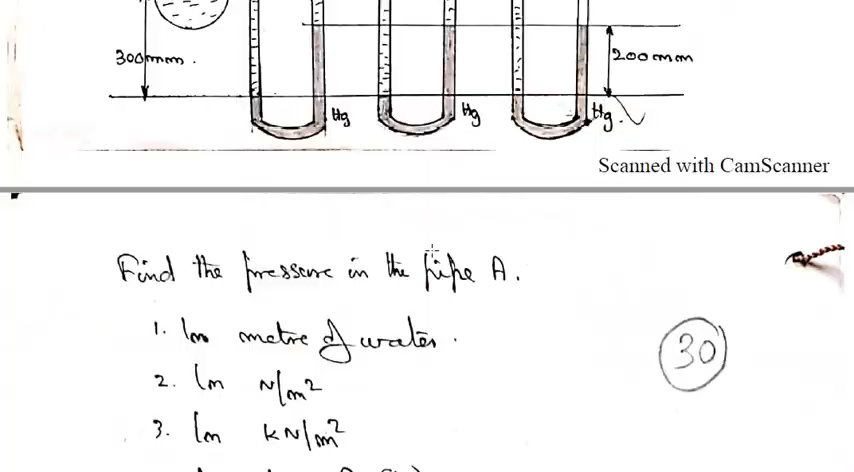 300mm.
200mm
Hg Hg Hg.
Scanned with CamScanner
Find the pressure in the pipe A.
1. In metre of water.
2. In N/m²
3. In kN/m²
30